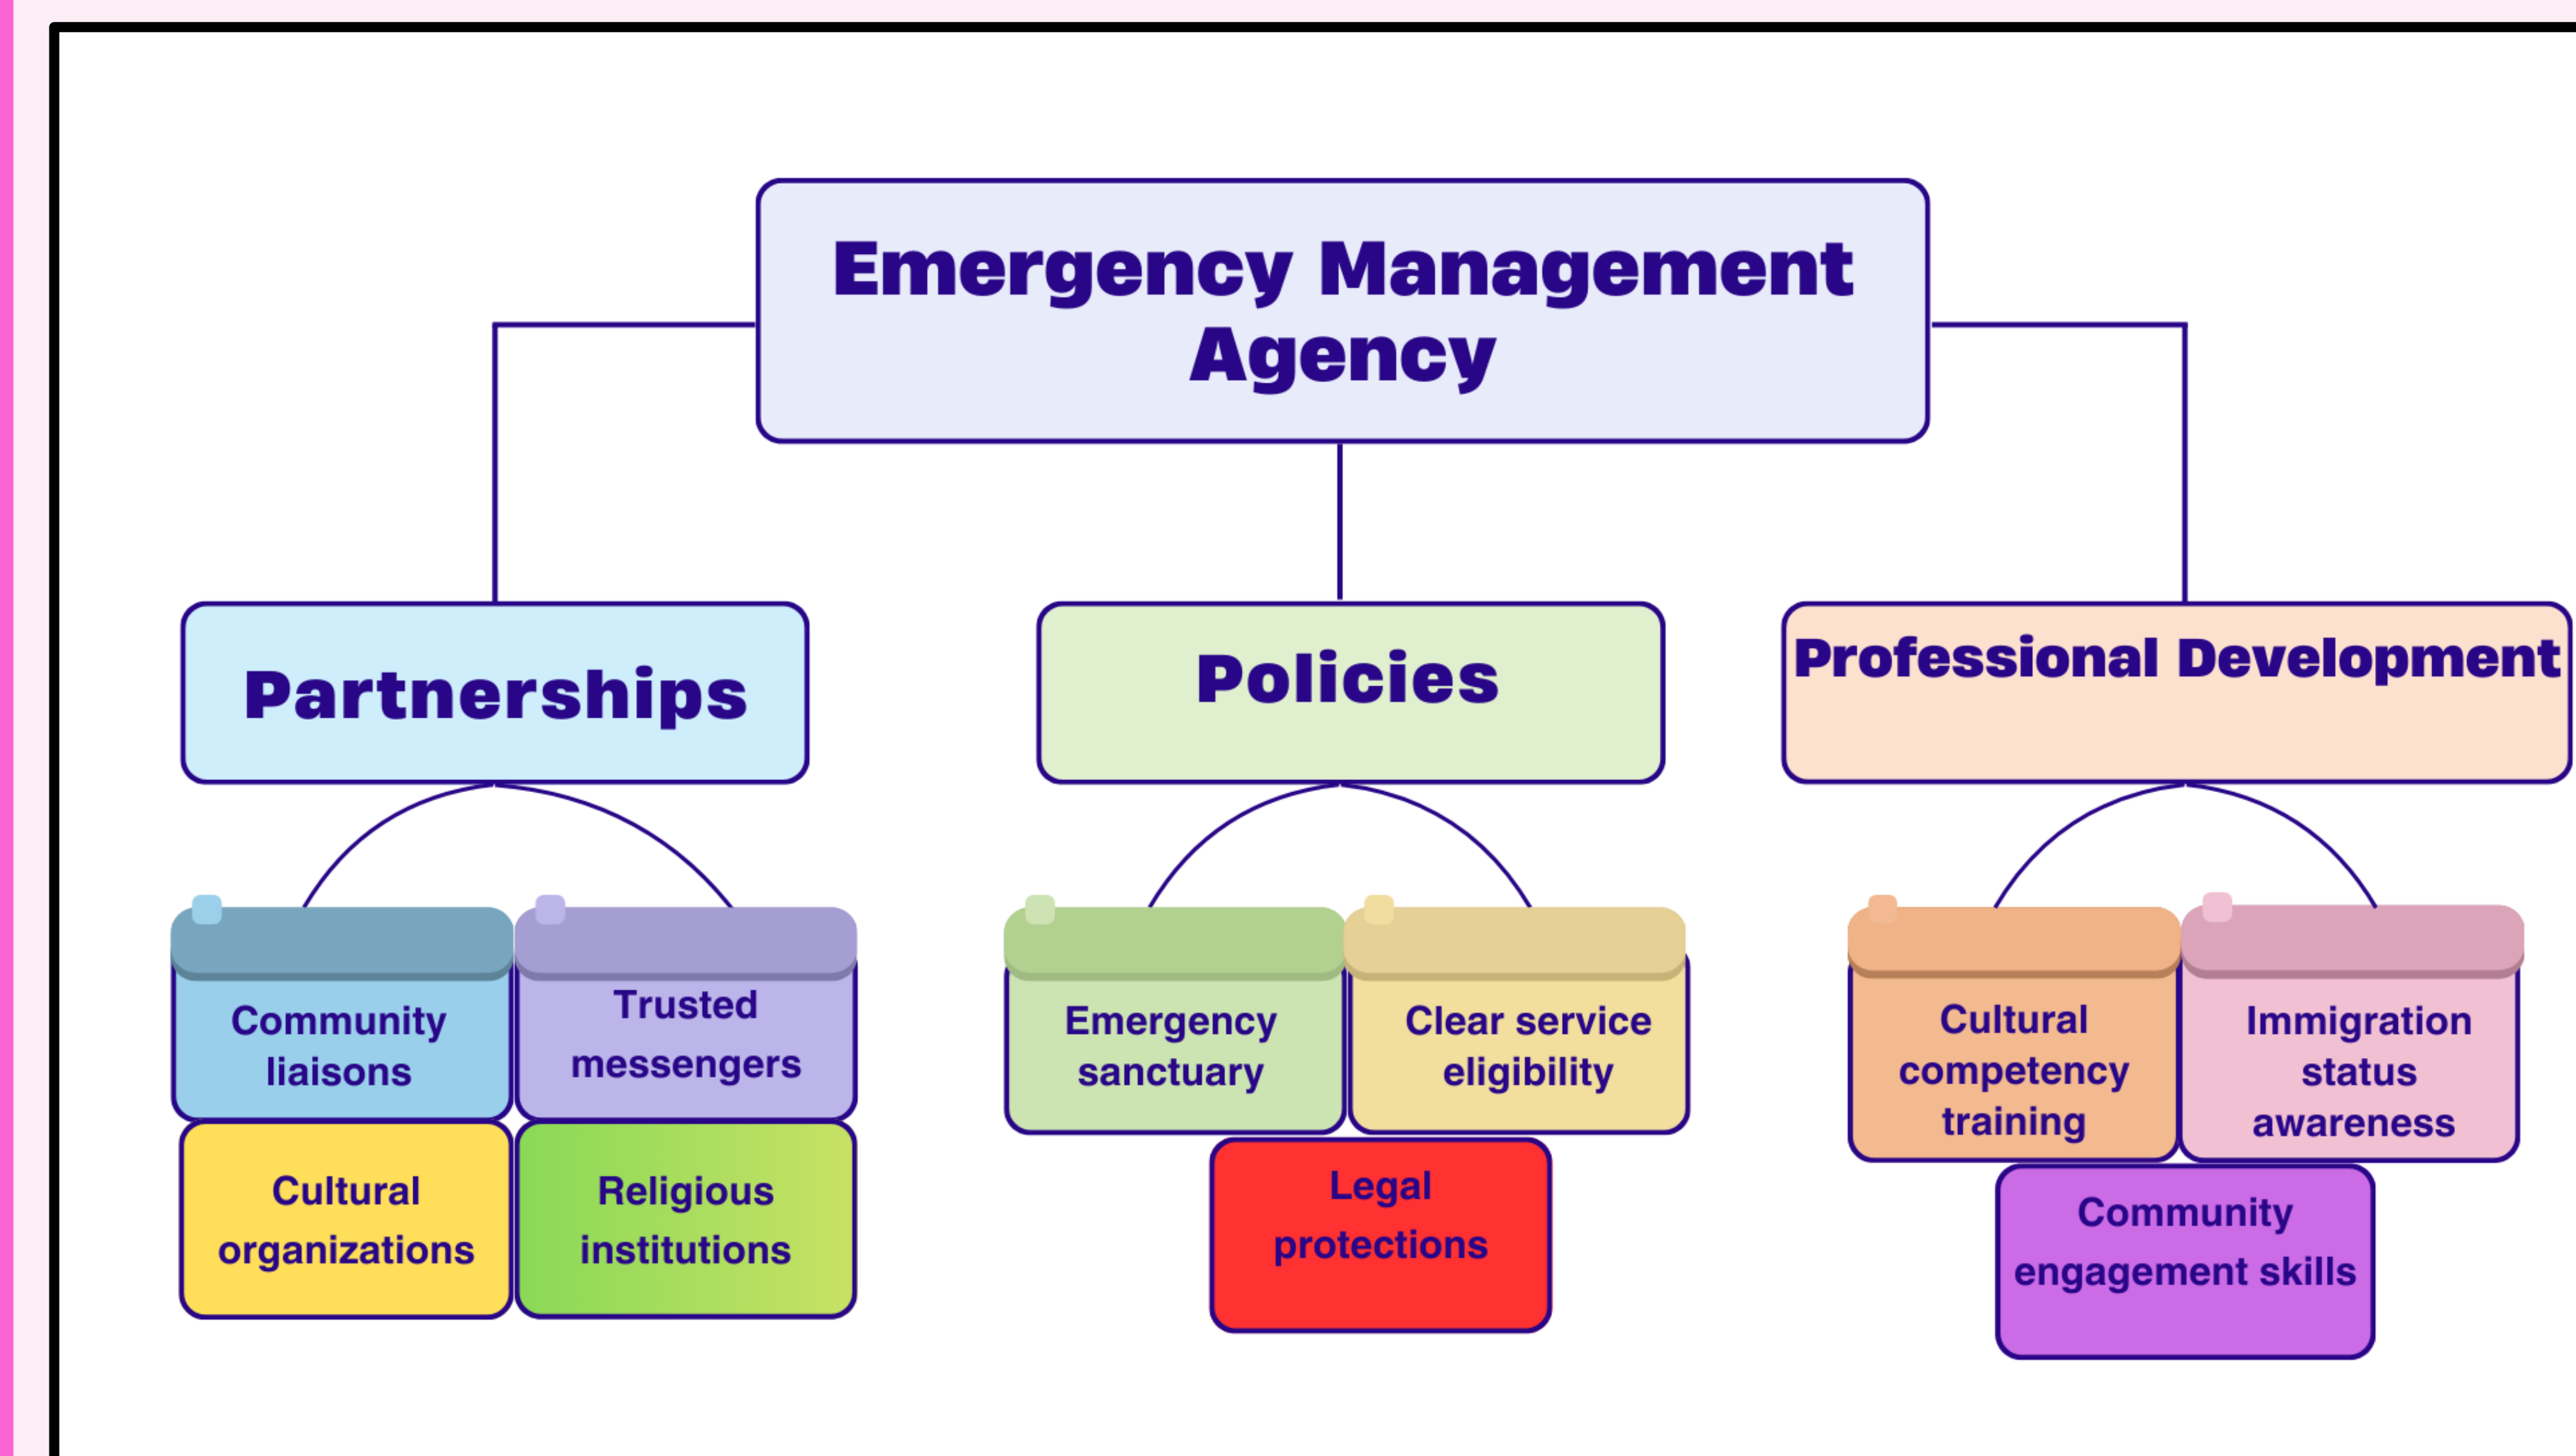 Emergency Management
Agency
Partnerships
Policies
Professional Development
Community
liaisons
Trusted
messengers
Cultural
organizations
Religious
institutions
Emergency
sanctuary
Clear service
eligibility
Legal
protections
Cultural
competency
training
Immigration
status
awareness
Community
engagement skills